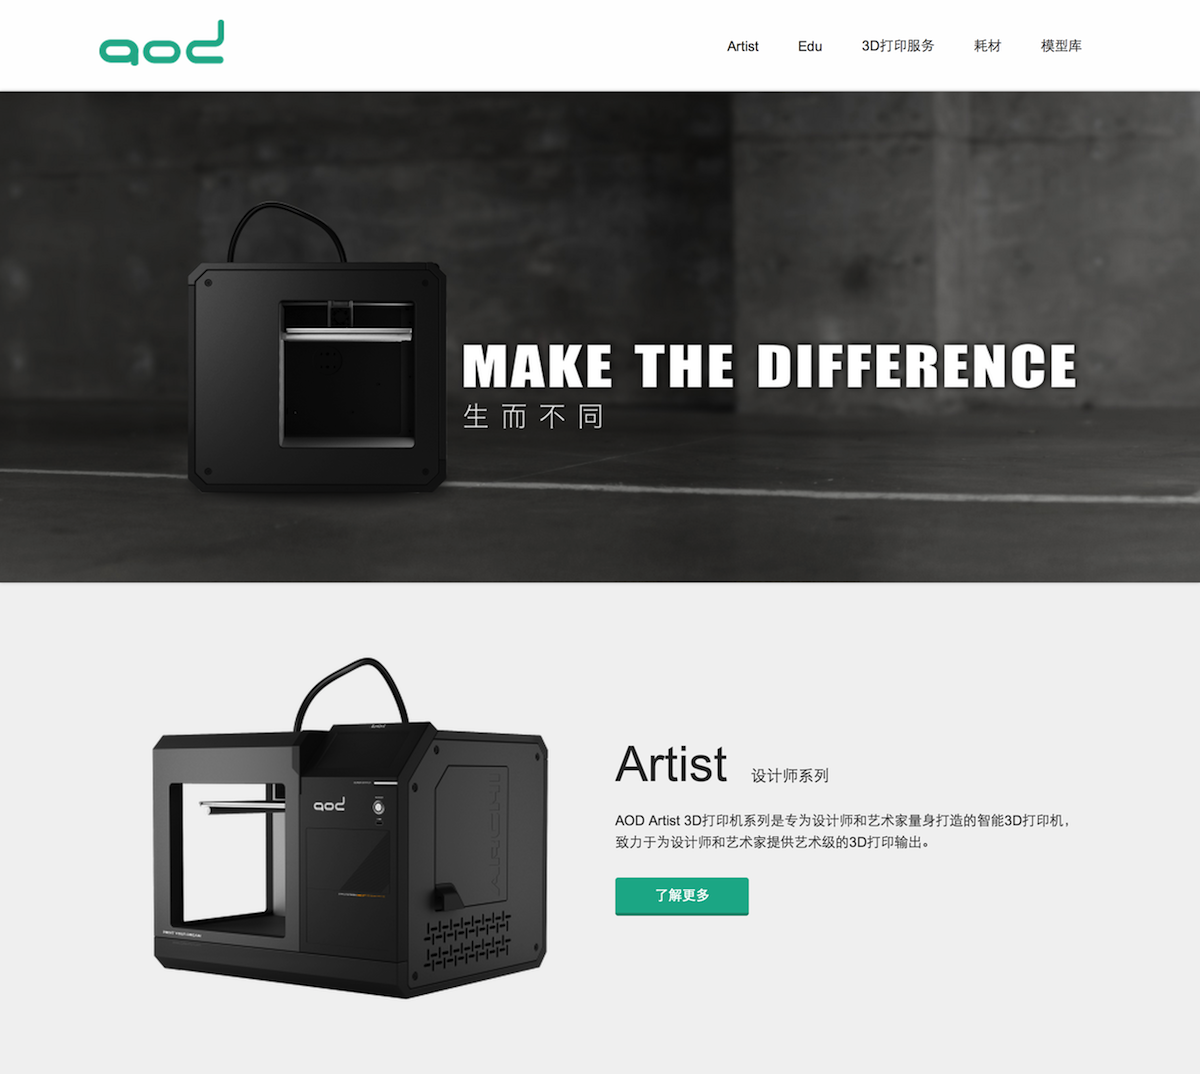 aod
Artist Edu 3D打印服务 耗材 模型库
MAKE THE DIFFERENCE
生而不同
aod
Artist 设计师系列
AOD Artist 3D打印机系列是专为设计师和艺术家量身打造的智能3D打印机，
致力于为设计师和艺术家提供艺术级的3D打印输出。
了解更多